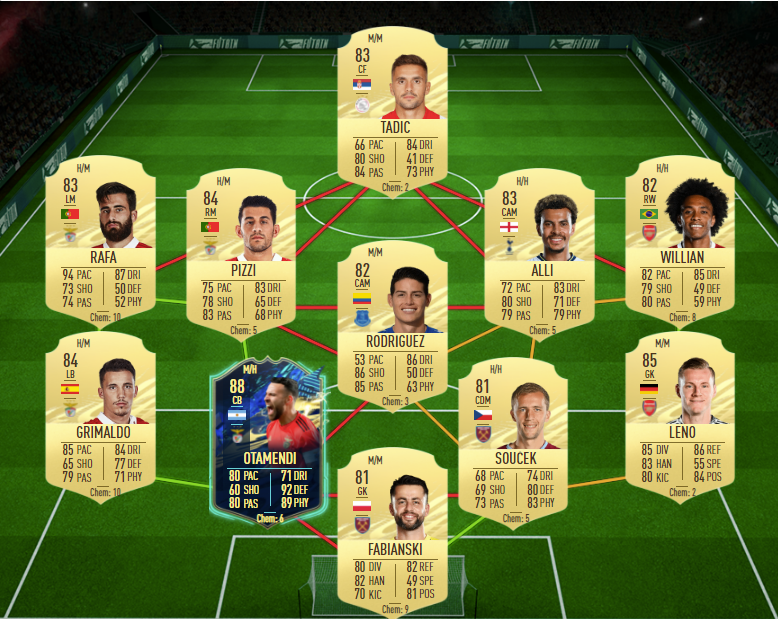 M/M
83
CF
TADIC
66 PAC 84 DRI
80 SHO 41 DEF
84 PAS 73 PHY
Chem: 2
H/M
83
LM
RAFA
94 PAC 87 DRI
73 SHO 50 DEF
74 PAS 52 PHY
Chem: 10
H/M
84
RM
PIZZI
75 PAC 83 DRI
78 SHO 65 DEF
83 PAS 68 PHY
Chem: 5
H/H
83
CAM
ALLI
72 PAC 83 DRI
80 SHO 71 DEF
79 PAS 79 PHY
Chem: 5
H/H
82
RW
WILLIAN
82 PAC 85 DRI
79 SHO 49 DEF
80 PAS 59 PHY
Chem: 8
M/M
82
CAM
RODRIGUEZ
53 PAC 86 DRI
86 SHO 50 DEF
85 PAS 63 PHY
Chem: 3
H/M
84
LB
GRIMALDO
85 PAC 84 DRI
65 SHO 77 DEF
79 PAS 71 PHY
Chem: 10
M/H
88
CB
OTAMENDI
80 PAC 71 DRI
60 SHO 92 DEF
80 PAS 89 PHY
Chem: 6
H/H
81
CDM
SOUCEK
68 PAC 74 DRI
69 SHO 80 DEF
73 PAS 83 PHY
Chem: 5
M/M
85
GK
LENO
85 DIV 86 REF
83 HAN 55 SPE
80 KIC 84 POS
Chem: 2
M/M
81
GK
FABIANSKI
80 DIV 82 REF
82 HAN 49 SPE
70 KIC 81 POS
Chem: 9